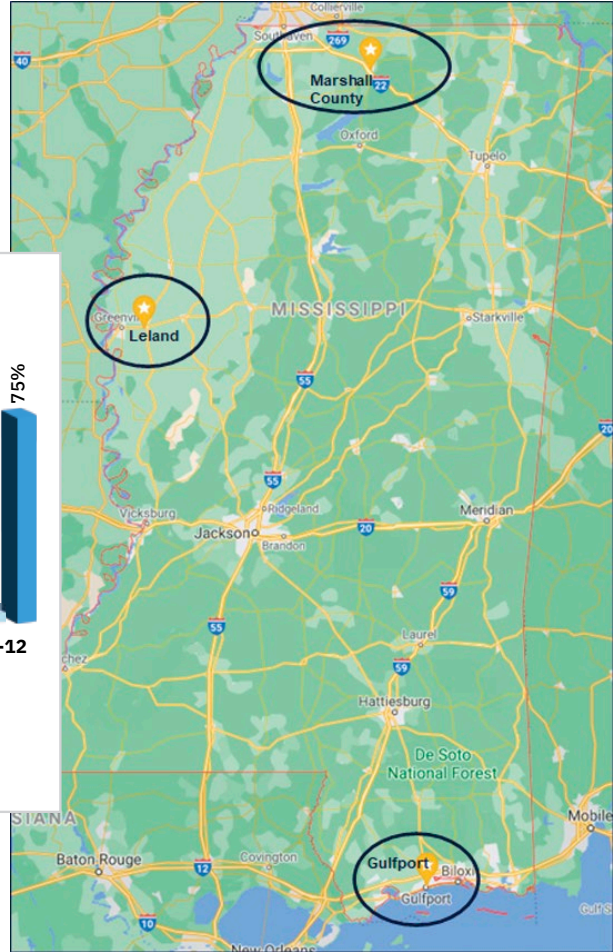 Collierville
Southaven
269
40
Marshall
County
22
Oxford
Tupelo
MISSISSIPPI
Leland
Starkville
75%
55
20
55
Ridgeland
Vicksburg
Jackson
Brandon
20
Meridian
59
55
Laurel
-12
chez
59
Hattiesburg
De Soto
National Forest
SIANA
Mobile
Baton Rouge
Covington
12
Gulfport
Biloxi
Gulfport
10
New Orleans